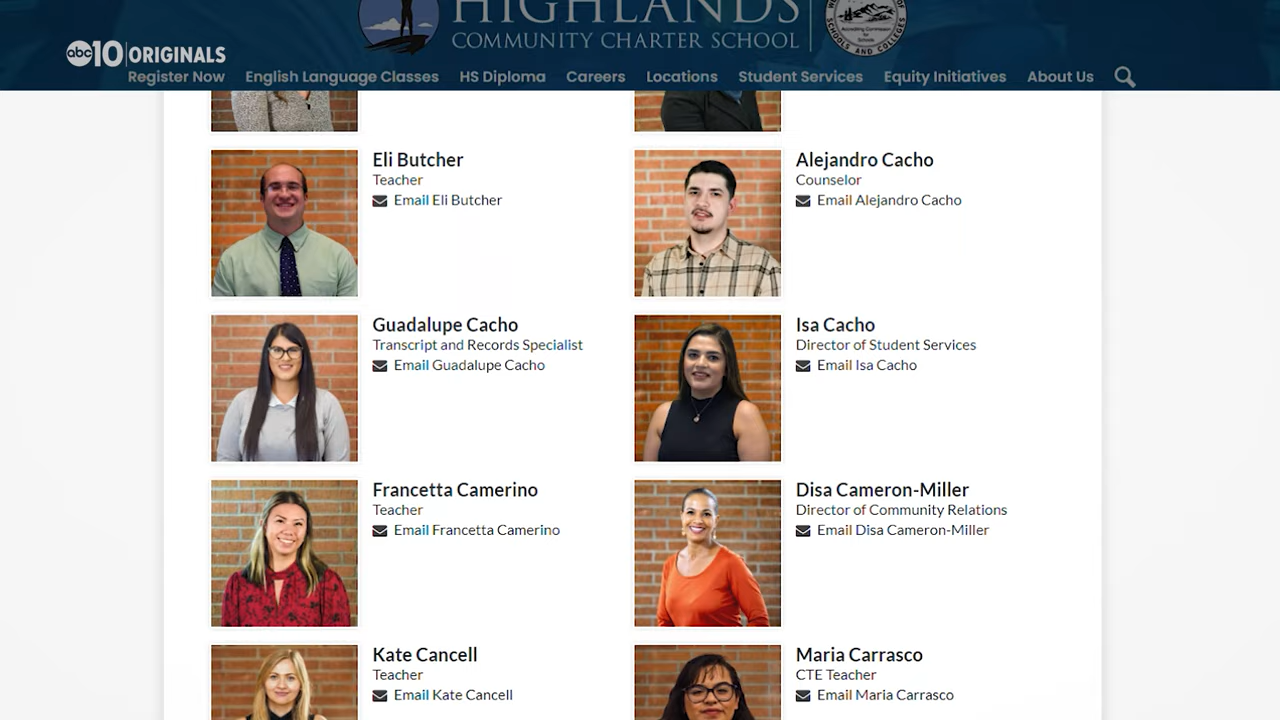 HIGHLANDS
COMMUNITY CHARTER SCHOOL
SCHOOLS AND COLLEGES
abc10 ORIGINALS
Register Now English Language Classes HS Diploma Careers Locations Student Services Equity Initiatives About Us
Eli Butcher
Teacher
Email Eli Butcher
Alejandro Cacho
Counselor
Email Alejandro Cacho
Guadalupe Cacho
Transcript and Records Specialist
Email Guadalupe Cacho
Isa Cacho
Director of Student Services
Email Isa Cacho
Francetta Camerino
Teacher
Email Francetta Camerino
Disa Cameron-Miller
Director of Community Relations
Email Disa Cameron-Miller
Kate Cancell
Teacher
Email Kate Cancell
Maria Carrasco
CTE Teacher
Email Maria Carrasco